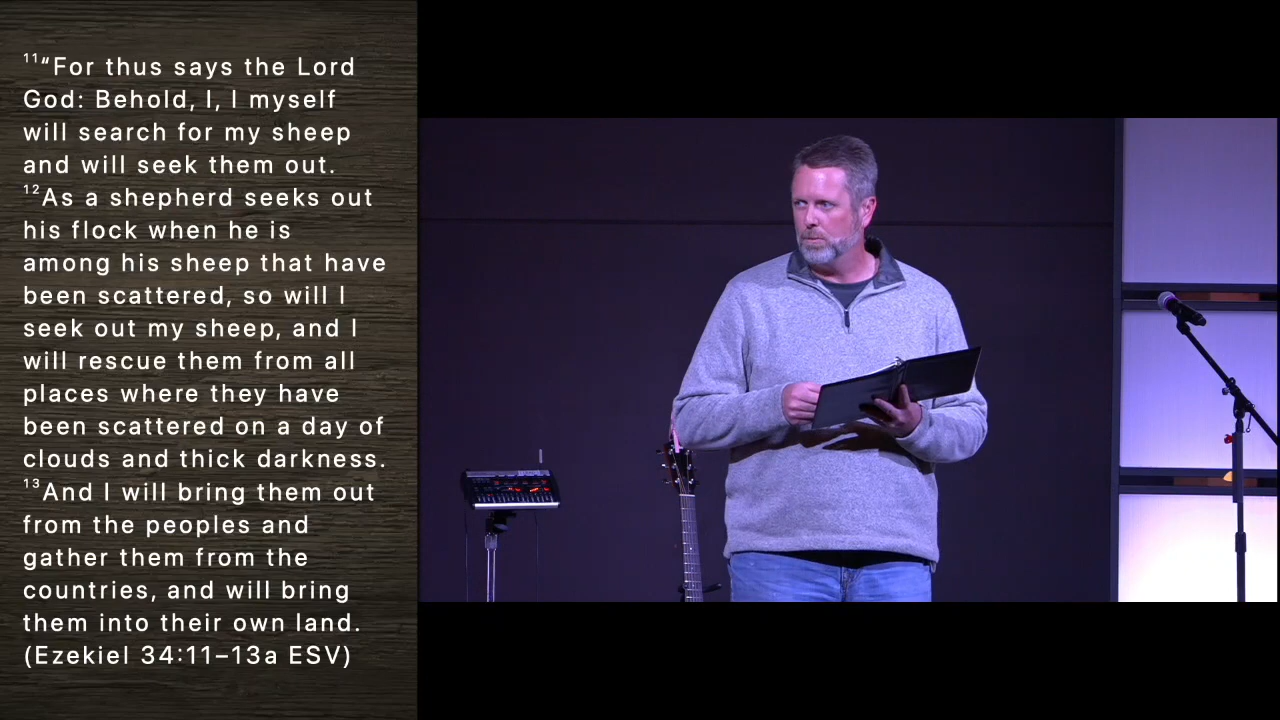 ¹¹“For thus says the Lord
God: Behold, I, I myself
will search for my sheep
and will seek them out.
¹²As a shepherd seeks out
his flock when he is
among his sheep that have
been scattered, so will I
seek out my sheep, and I
will rescue them from all
places where they have
been scattered on a day of
clouds and thick darkness.
¹³And I will bring them out
from the peoples and
gather them from the
countries, and will bring
them into their own land.
(Ezekiel 34:11–13a ESV)